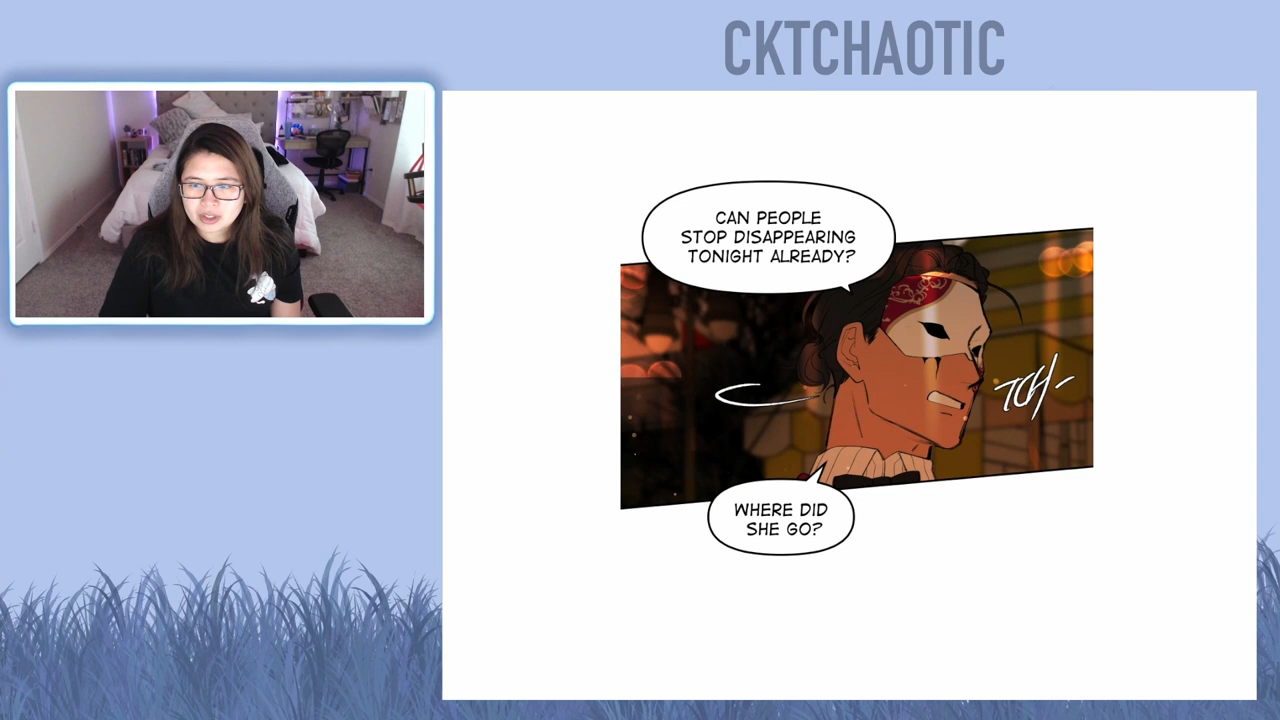 CKTCHAOTIC
CAN PEOPLE
STOP DISAPPEARING
TONIGHT ALREADY?
TCH-
WHERE DID
SHE GO?